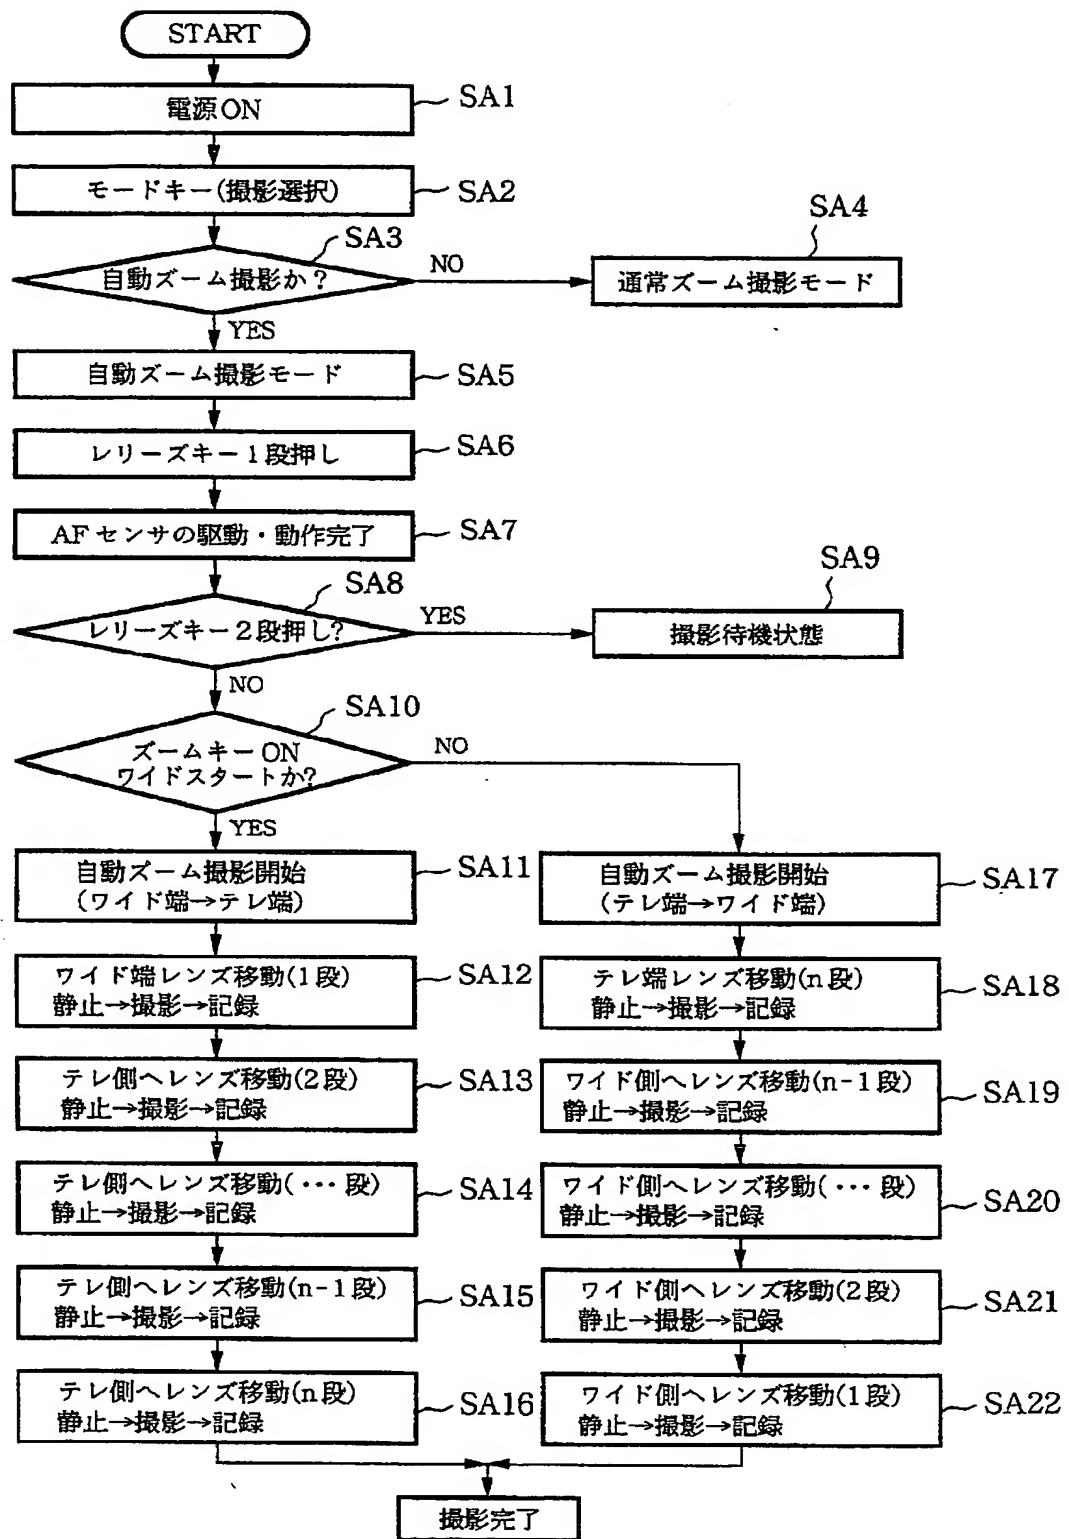 START
電源ON
SA1
モードキー(撮影選択)
SA2
SA3
自動ズーム撮影か?
NO
SA4
通常ズーム撮影モード
YES
自動ズーム撮影モード
SA5
レリーズキー1段押し
SA6
AFセンサの駆動・動作完了
SA7
SA8
レリーズキー2段押し?
YES
SA9
撮影待機状態
NO
SA10
ズームキーON
ワイドスタートか?
NO
YES
自動ズーム撮影開始
(ワイド端→テレ端)
SA11
自動ズーム撮影開始
(テレ端→ワイド端)
SA17
ワイド端レンズ移動(1段)
静止→撮影→記録
SA12
テレ端レンズ移動(n段)
静止→撮影→記録
SA18
テレ側へレンズ移動(2段)
静止→撮影→記録
SA13
ワイド側へレンズ移動(n-1段)
静止→撮影→記録
SA19
テレ側へレンズ移動(・・・段)
静止→撮影→記録
SA14
ワイド側へレンズ移動(・・・段)
静止→撮影→記録
SA20
テレ側へレンズ移動(n-1段)
静止→撮影→記録
SA15
ワイド側へレンズ移動(2段)
静止→撮影→記録
SA21
テレ側へレンズ移動(n段)
静止→撮影→記録
SA16
ワイド側へレンズ移動(1段)
静止→撮影→記録
SA22
撮影完了